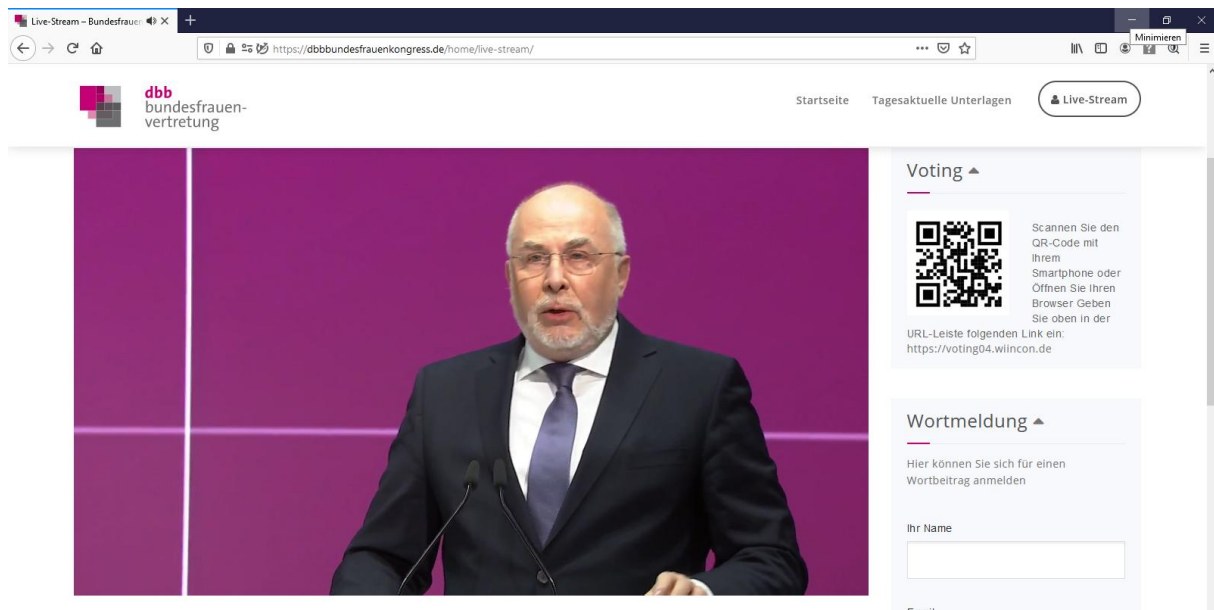 Live-Stream – Bundesfrauen
Minimieren
https://dbbbundesfrauenkongress.de/home/live-stream/
dbb
bundesfrauen-
vertretung
Startseite
Tagesaktuelle Unterlagen
Live-Stream
Voting
Scannen Sie den
QR-Code mit
Ihrem
Smartphone oder
Öffnen Sie Ihren
Browser Geben
Sie oben in der
URL-Leiste folgenden Link ein:
https://voting04.wiincon.de
Wortmeldung
Hier können Sie sich für einen
Wortbeitrag anmelden
Ihr Name